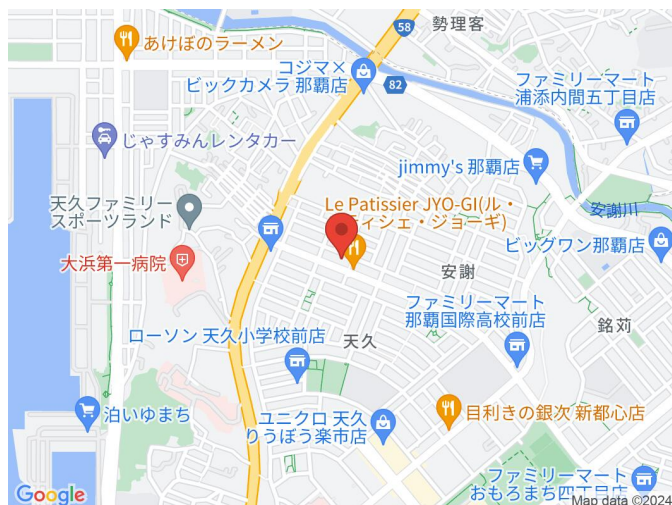 58
勢理客
あけぼのラーメン
コジマ×
ビックカメラ 那覇店
82
ファミリーマート
浦添内間五丁目店
じゃすみんレンタカー
jimmy's 那覇店
天久ファミリー
スポーツランド
Le Patissier JYO-GI(ル・
ティシェ・ジョーギ)
安謝川
ビッグワン那覇店
大浜第一病院
安謝
ファミリーマート
那覇国際高校前店
銘苅
ローソン 天久小学校前店
天久
泊いゆまち
ユニクロ 天久
りうぼう楽市店
目利きの銀次 新都心店
ファミリーマート
おもろまち四丁目店
Google
Map data ©2024